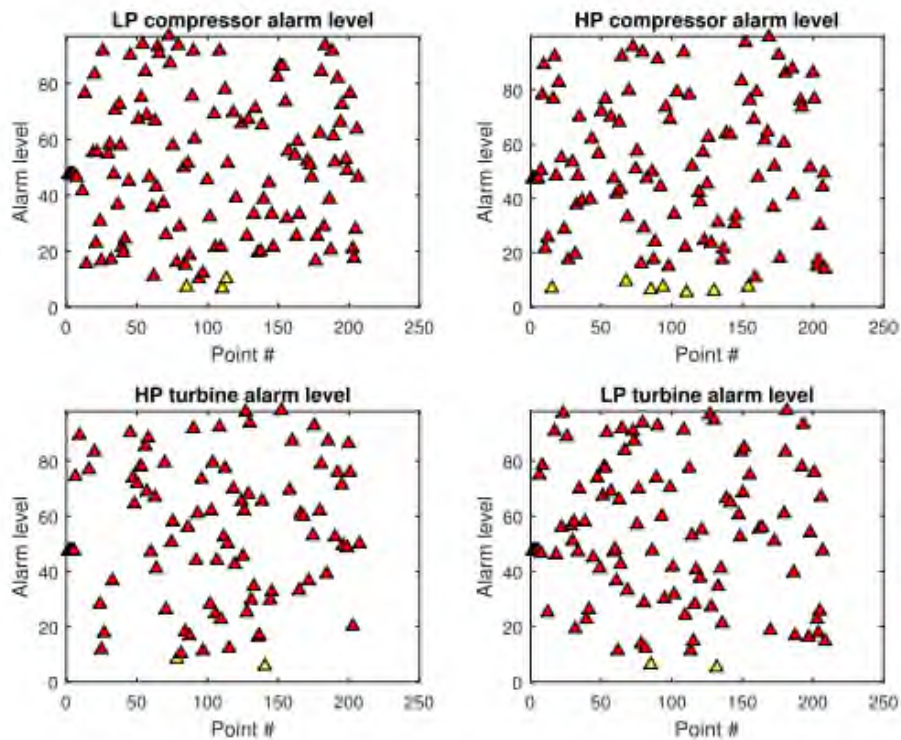 LP compressor alarm level
80
60
40
20
0
Alarm level
0 50 100 150 200 250
Point #
HP compressor alarm level
80
60
40
20
0
Alarm level
0 50 100 150 200 250
Point #
HP turbine alarm level
80
60
40
20
0
Alarm level
0 50 100 150 200 250
Point #
LP turbine alarm level
80
60
40
20
0
Alarm level
0 50 100 150 200 250
Point #